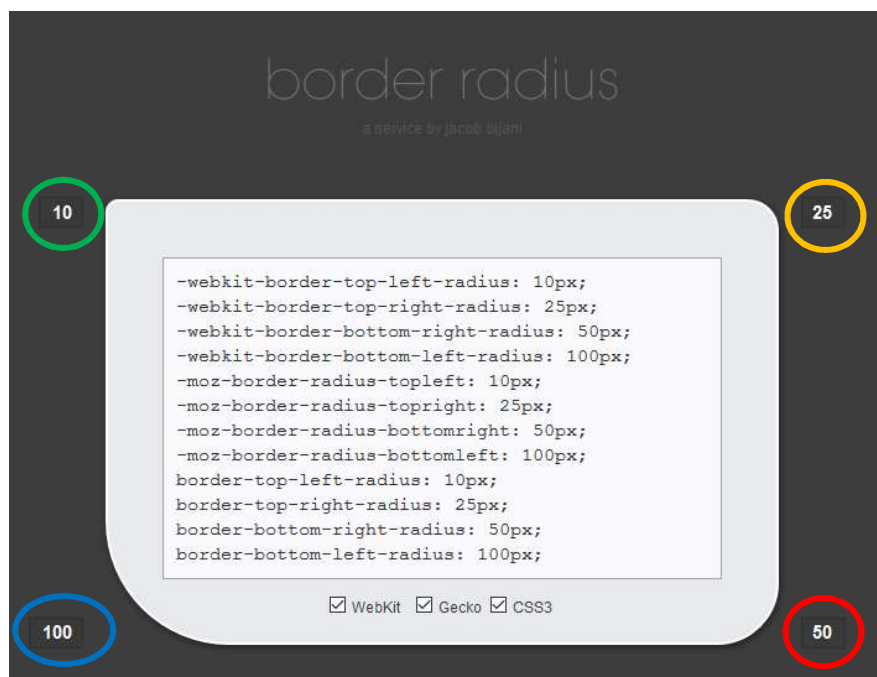 border radius
a service by jacob bijani
10
25
-webkit-border-top-left-radius: 10px;
-webkit-border-top-right-radius: 25px;
-webkit-border-bottom-right-radius: 50px;
-webkit-border-bottom-left-radius: 100px;
-moz-border-radius-topleft: 10px;
-moz-border-radius-topright: 25px;
-moz-border-radius-bottomright: 50px;
-moz-border-radius-bottomleft: 100px;
border-top-left-radius: 10px;
border-top-right-radius: 25px;
border-bottom-right-radius: 50px;
border-bottom-left-radius: 100px;
WebKit Gecko CSS3
100
50